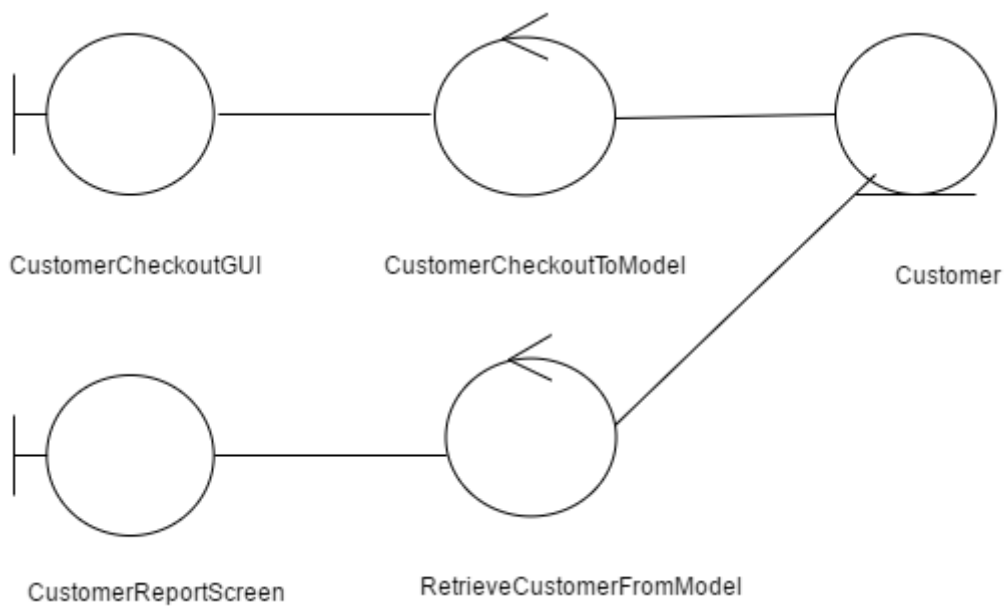 CustomerCheckoutGUI
CustomerCheckoutToModel
Customer
CustomerReportScreen
RetrieveCustomerFromModel